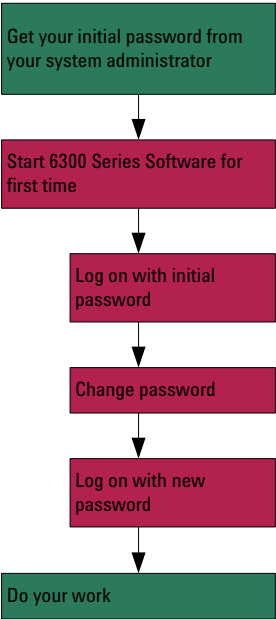 Get your initial password from
your system administrator
Start 6300 Series Software for
first time
Log on with initial
password
Change password
Log on with new
password
Do your work